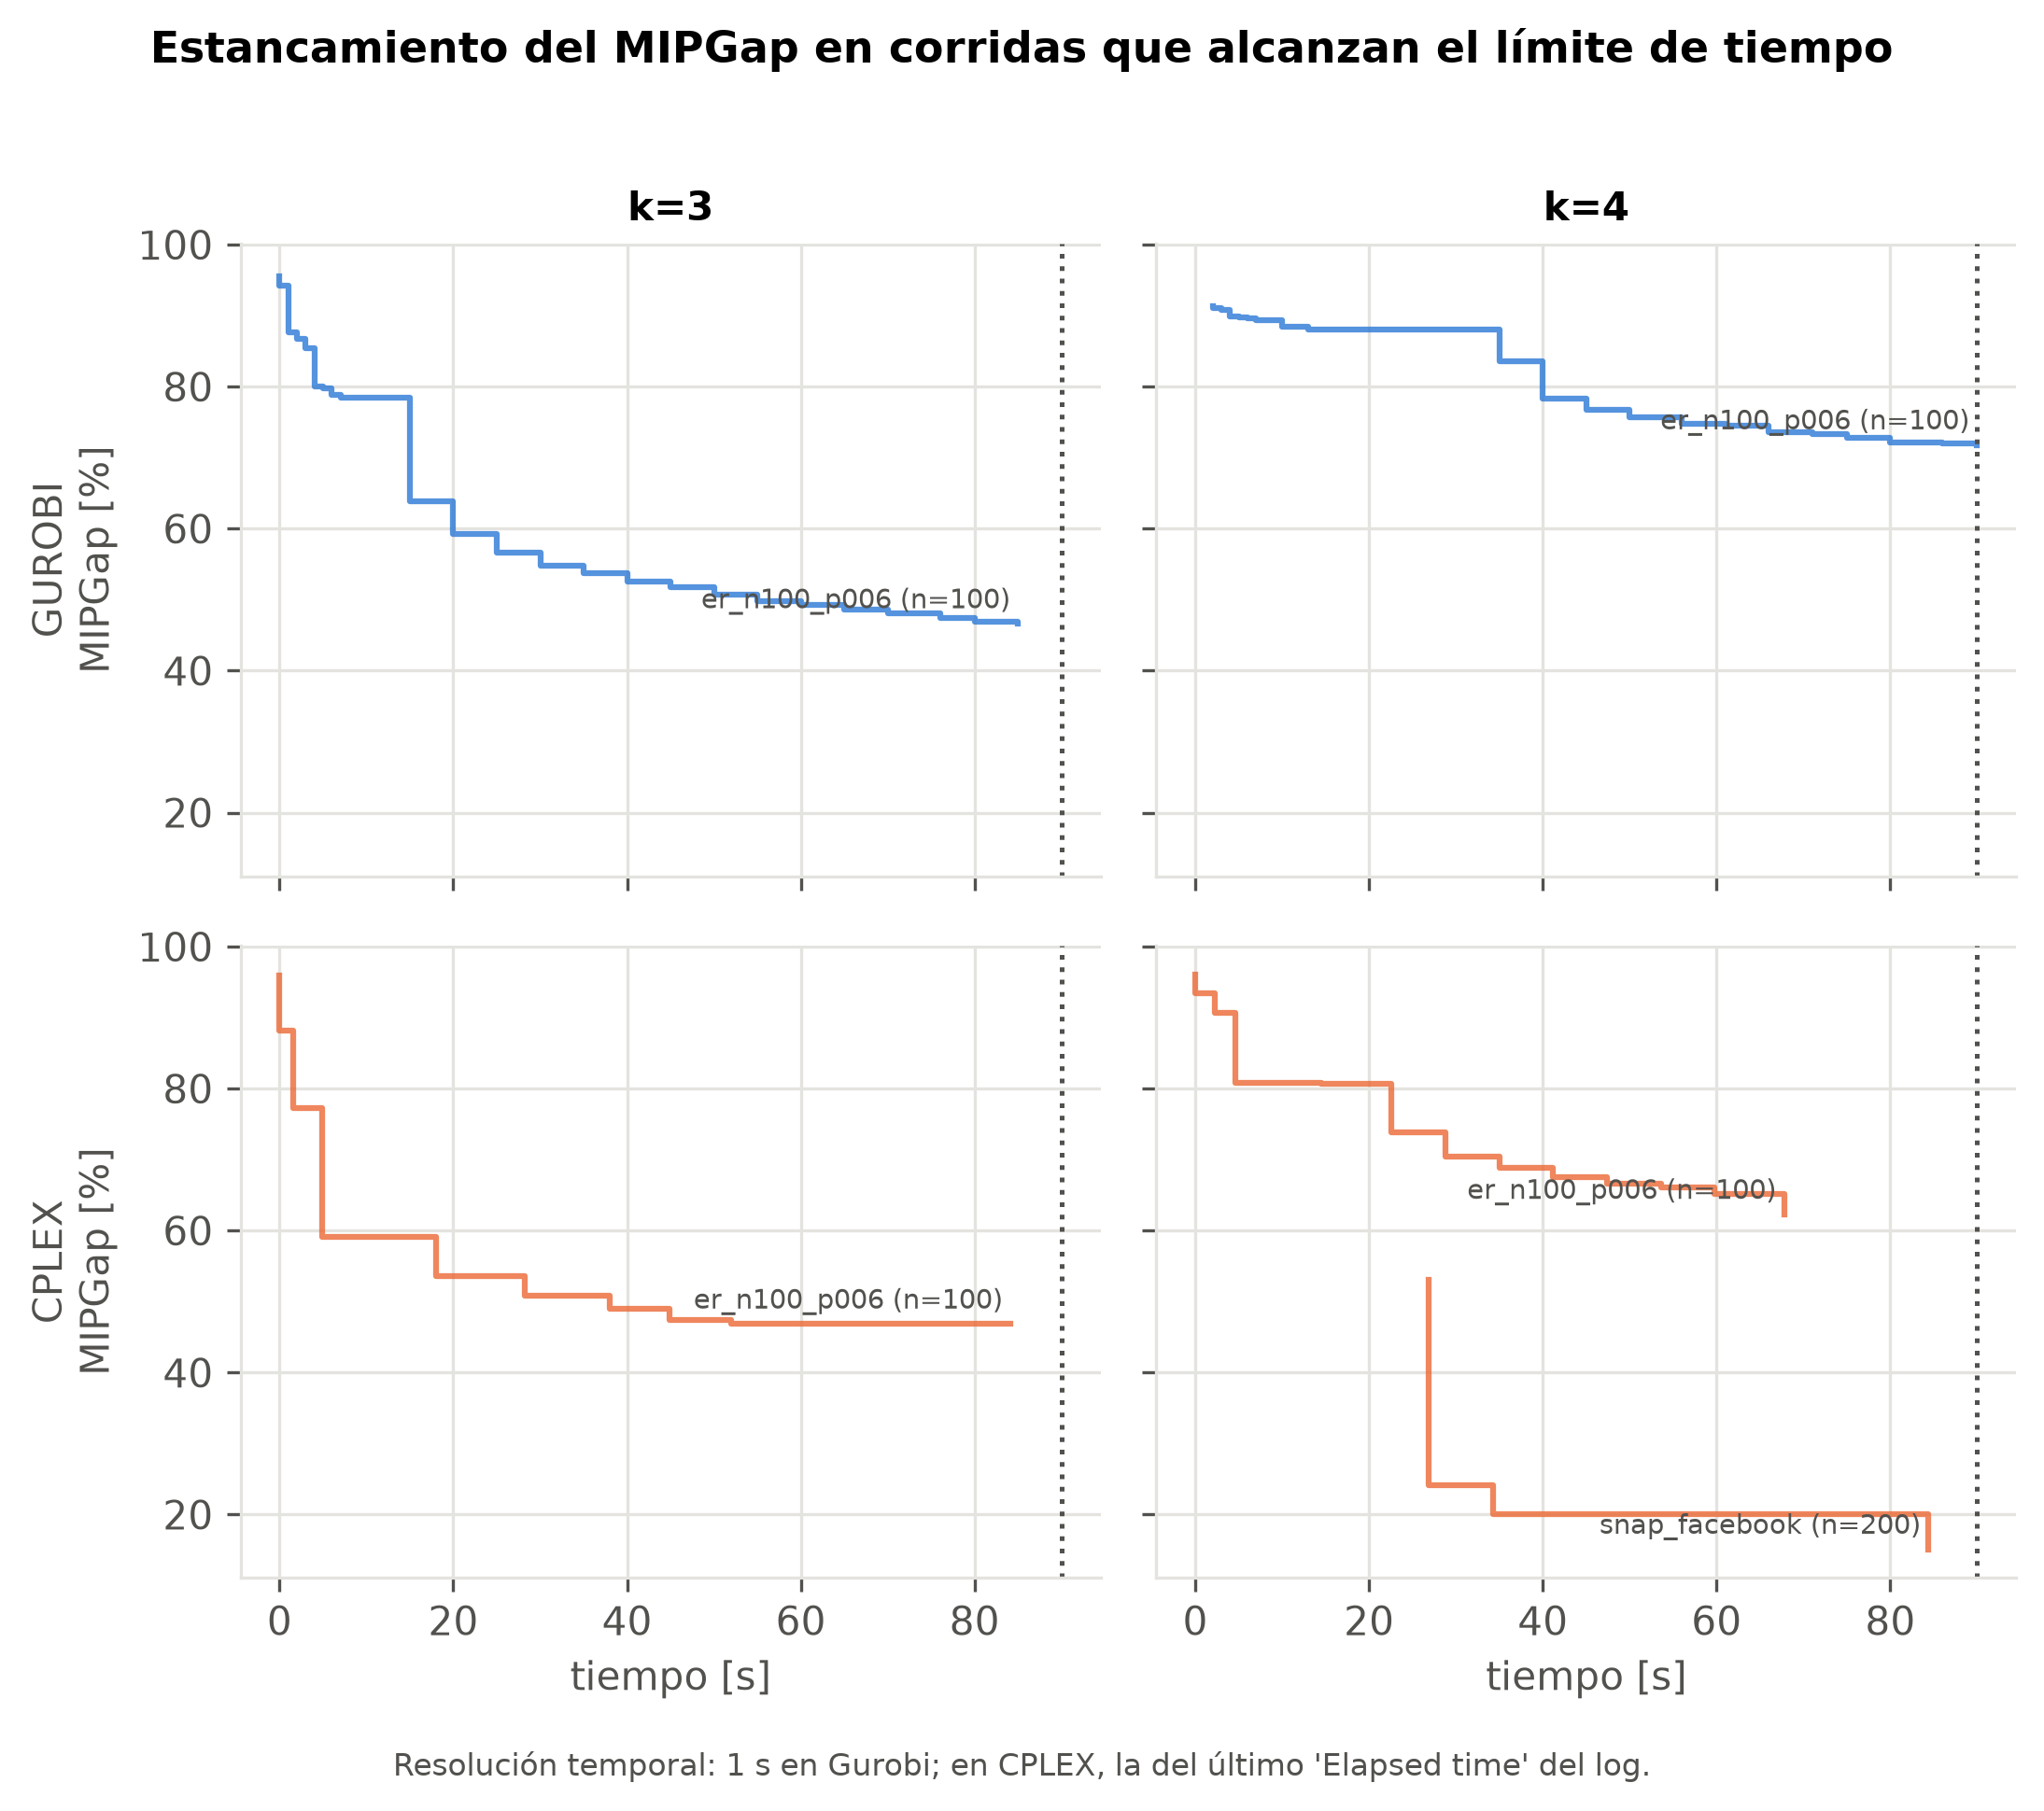 Estancamiento del MIPGap en corridas que alcanzan el límite de tiempo
k=3
k=4
GUROBI
MIPGap [%]
100
80
60
40
20
er_n100_p006 (n=100)
er_n100_p006 (n=100)
CPLEX
MIPGap [%]
100
80
60
40
20
er_n100_p006 (n=100)
er_n100_p006 (n=100)
snap_facebook (n=200)
0 20 40 60 80
0 20 40 60 80
tiempo [s]
tiempo [s]
Resolución temporal: 1 s en Gurobi; en CPLEX, la del último 'Elapsed time' del log.